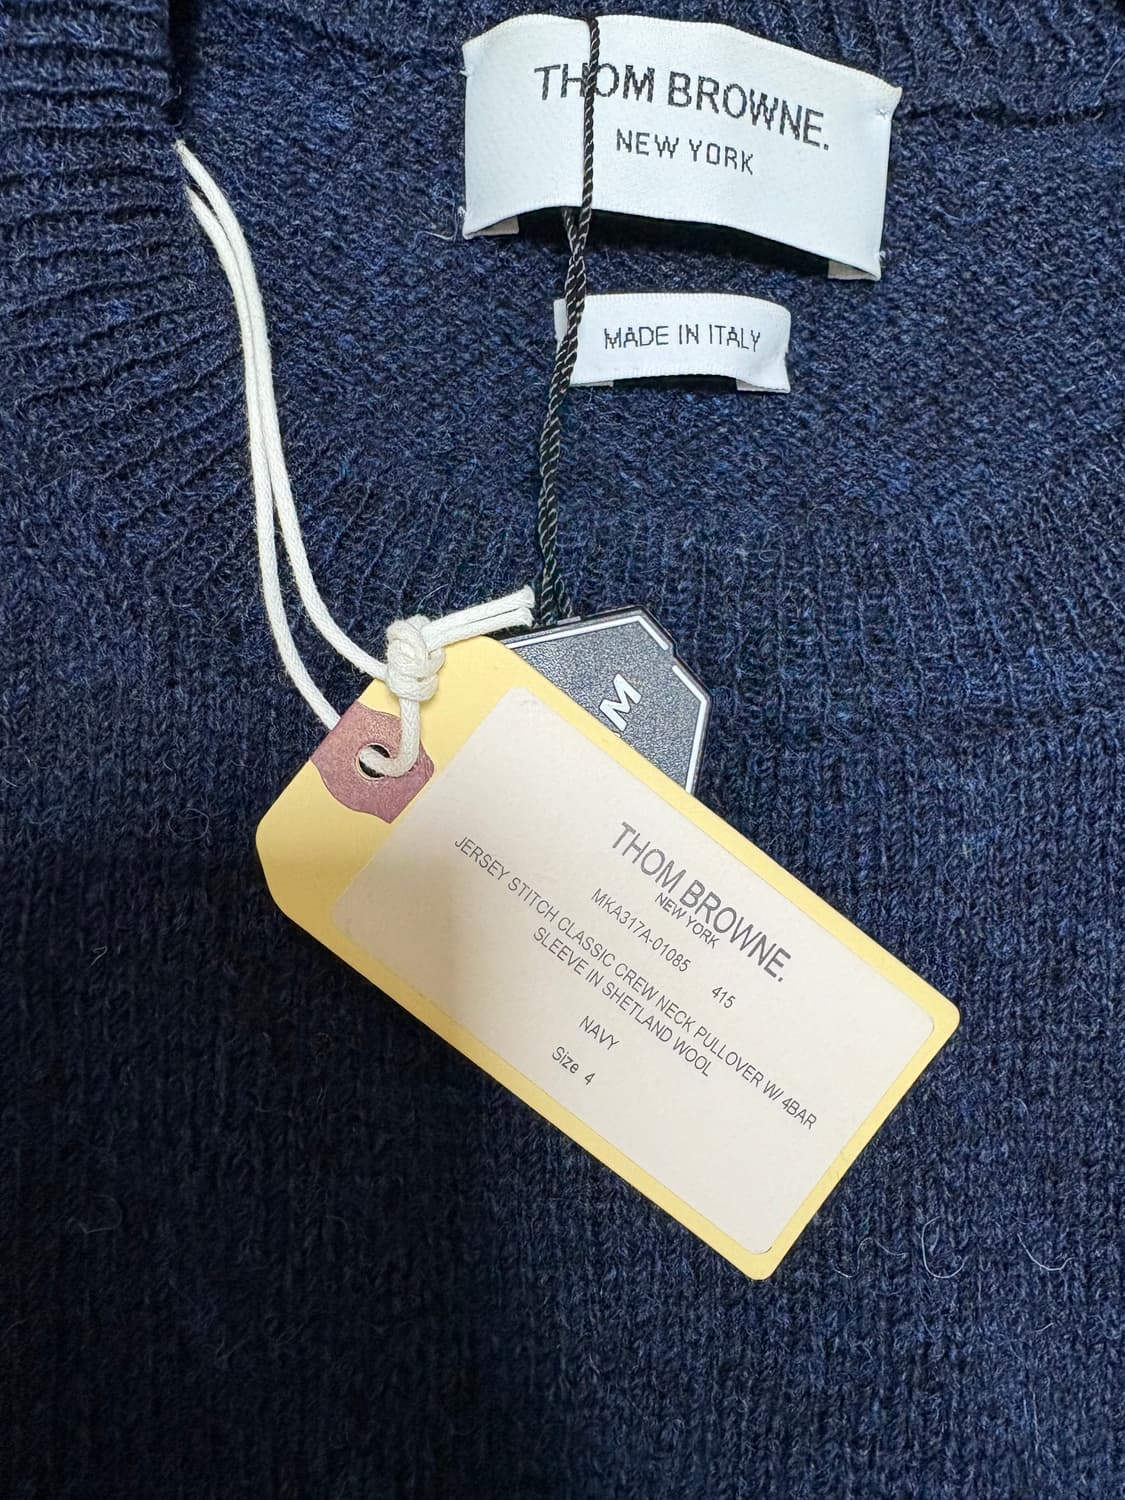 THOM BROWNE.
NEW YORK
MADE IN ITALY
M
THOM BROWNE.
NEW YORK
MKA317A-01085 415
JERSEY STITCH CLASSIC CREW NECK PULLOVER W/ 4BAR
SLEEVE IN SHETLAND WOOL
NAVY
Size 4